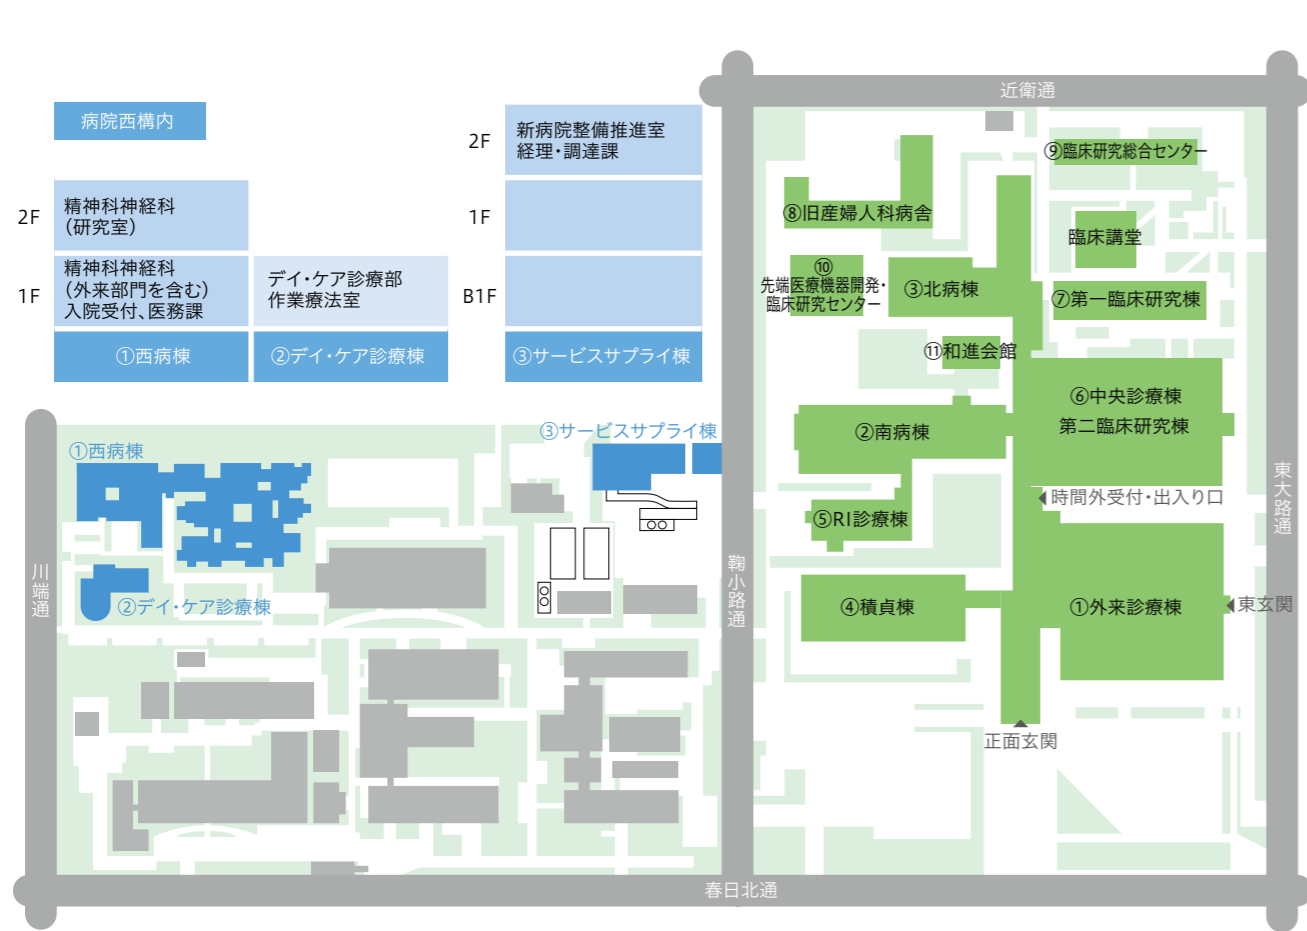 病院西構内
2F
精神科神経科
（研究室）
1F
精神科神経科
（外来部門を含む）
入院受付、医務課
デイ・ケア診療部
作業療法室
①西病棟
②デイ・ケア診療棟
2F
新病院整備推進室
経理・調達課
1F
B1F
③サービスサプライ棟
①西病棟
③サービスサプライ棟
②デイ・ケア診療棟
川端通
鞠小路通
近衛通
東大路通
春日北通
⑨臨床研究総合センター
⑧旧産婦人科病舎
臨床講堂
⑩
先端医療機器開発・
臨床研究センター
③北病棟
⑦第一臨床研究棟
⑪和進会館
⑥中央診療棟
第二臨床研究棟
②南病棟
時間外受付・出入り口
⑤RI診療棟
④積貞棟
①外来診療棟
東玄関
正面玄関